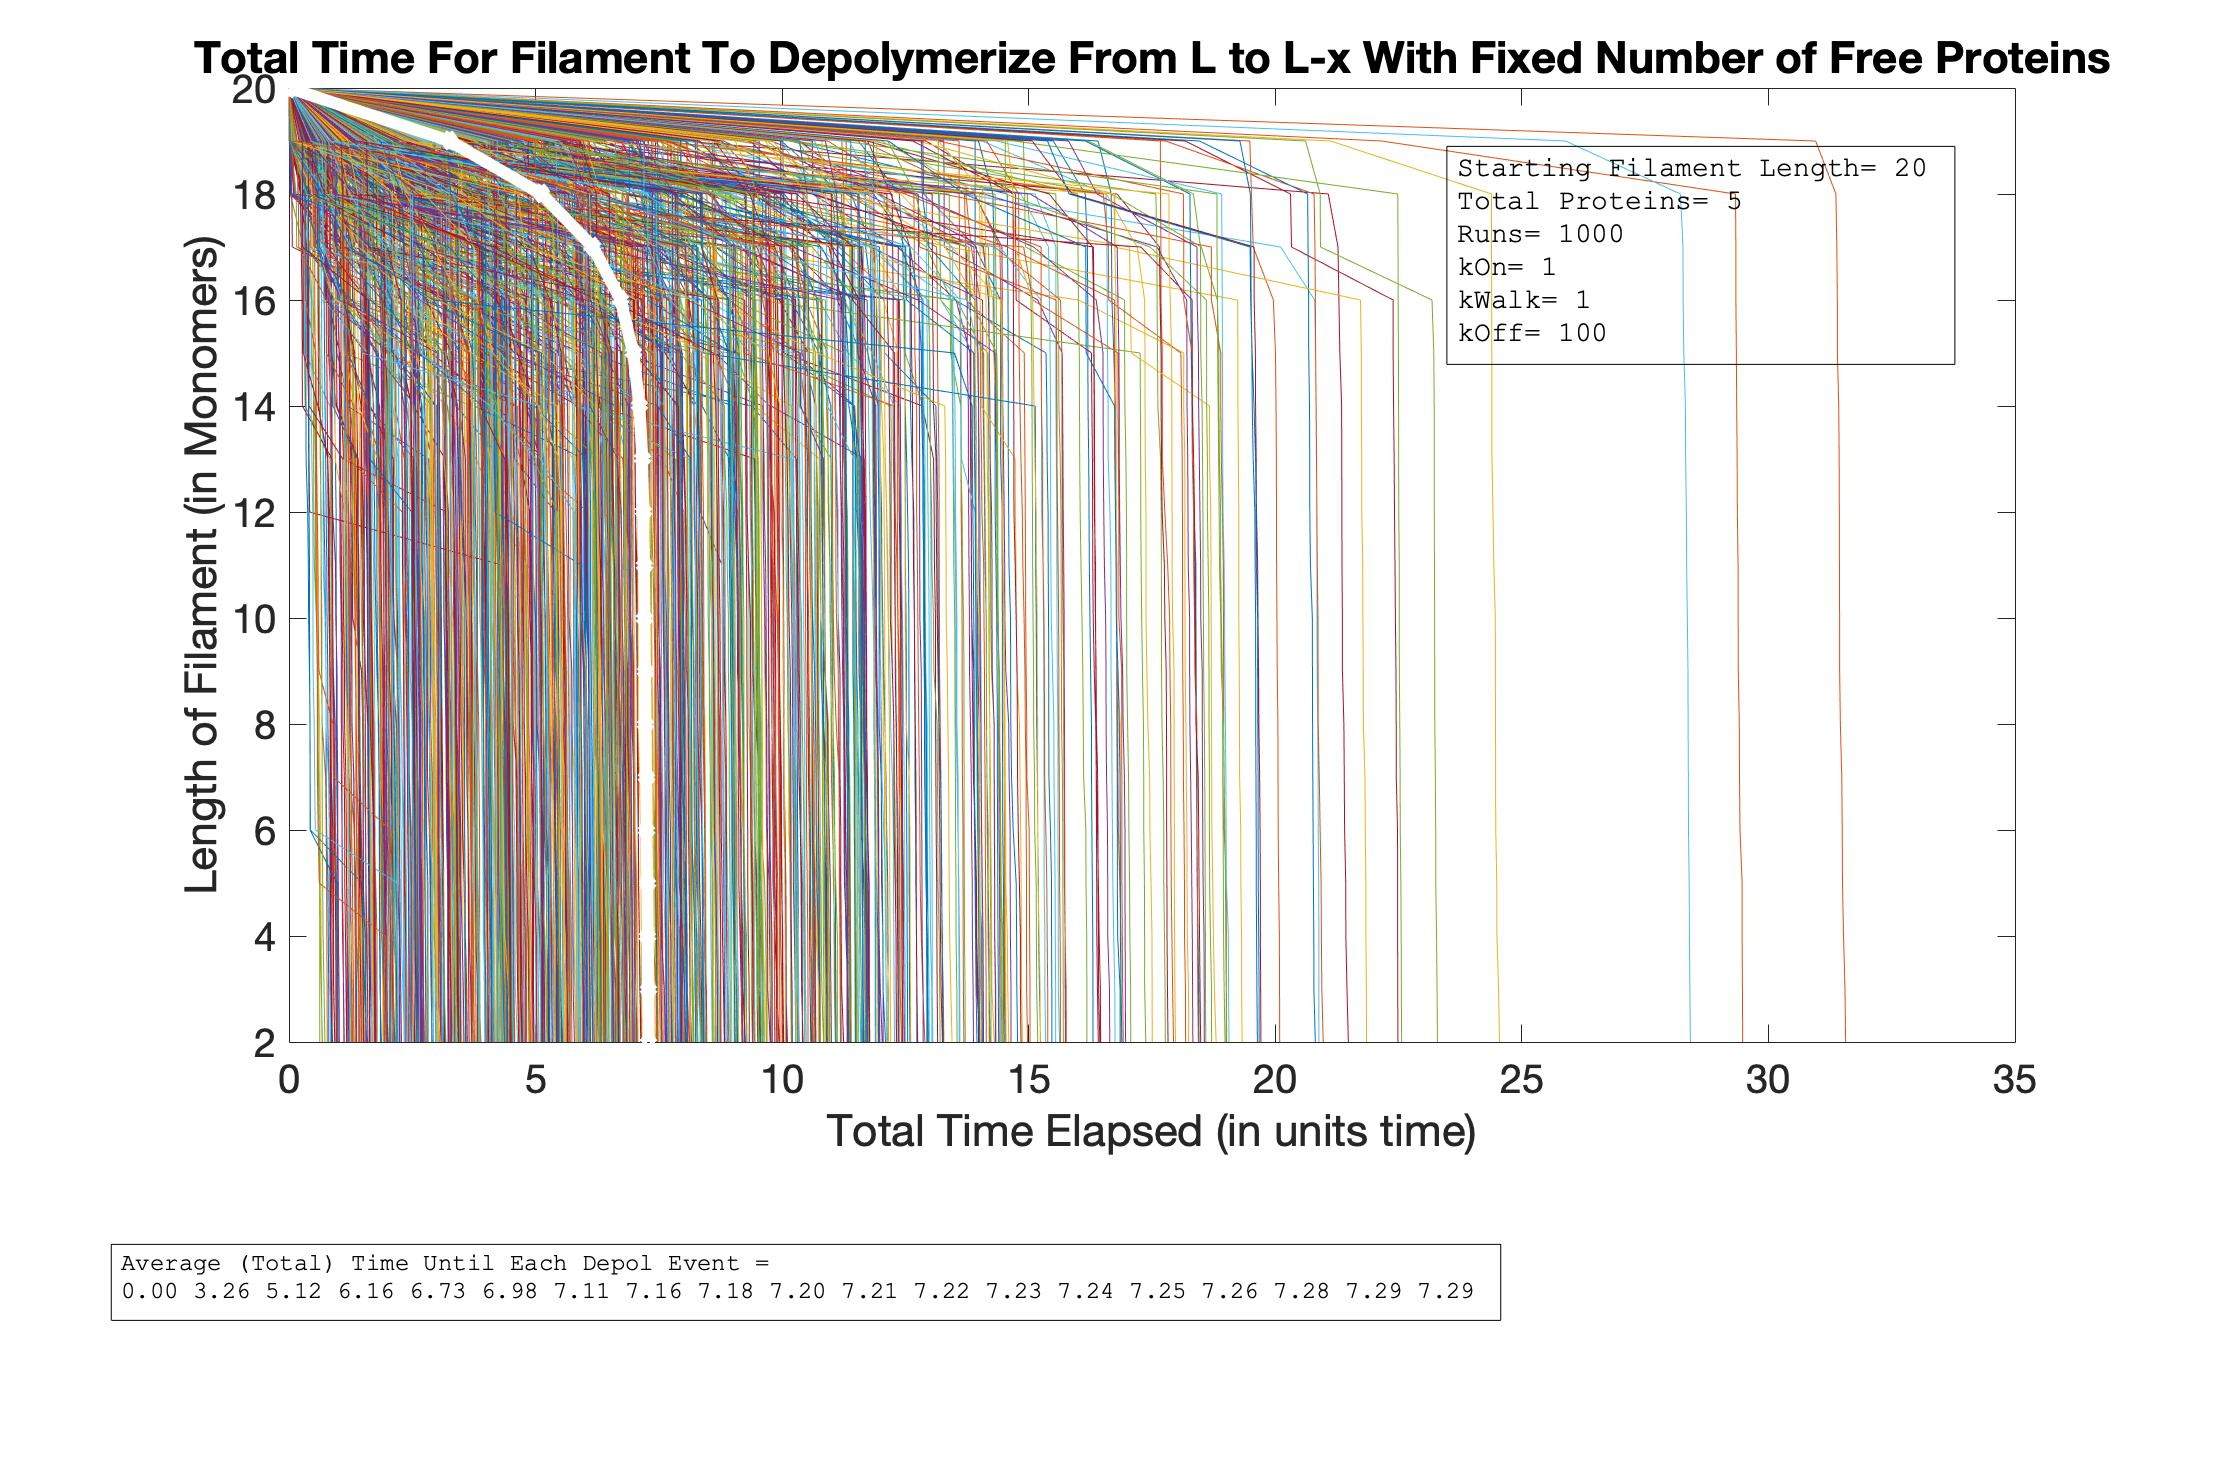 Total Time For Filament To Depolymerize From L to L-x With Fixed Number of Free Proteins
20
18
16
14
12
10
8
6
4
2
Length of Filament (in Monomers)
Starting Filament Length= 20
Total Proteins= 5
Runs= 1000
kOn= 1
kWalk= 1
kOff= 100
0 5 10 15 20 25 30 35
Total Time Elapsed (in units time)
Average (Total) Time Until Each Depol Event =
0.00 3.26 5.12 6.16 6.73 6.98 7.11 7.16 7.18 7.20 7.21 7.22 7.23 7.24 7.25 7.26 7.28 7.29 7.29